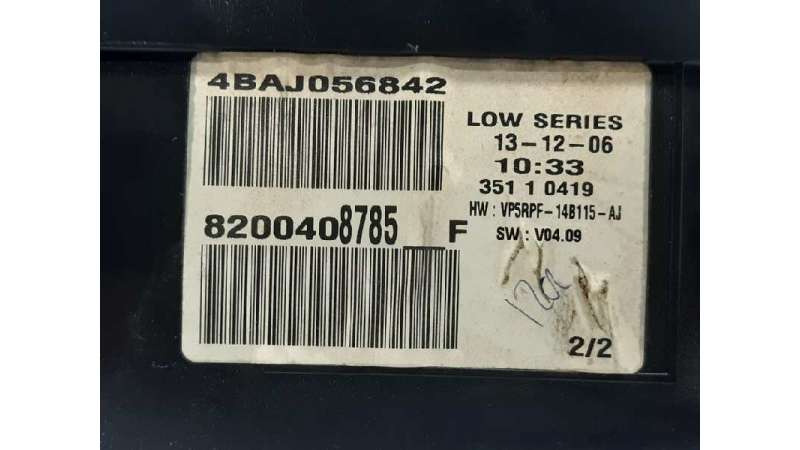 4BAJ056842
LOW SERIES
13-12-06
10:33
351 1 0419
HW : VP5RPF-14B115-AJ
SW : V04.09
8200408785__F
2/2